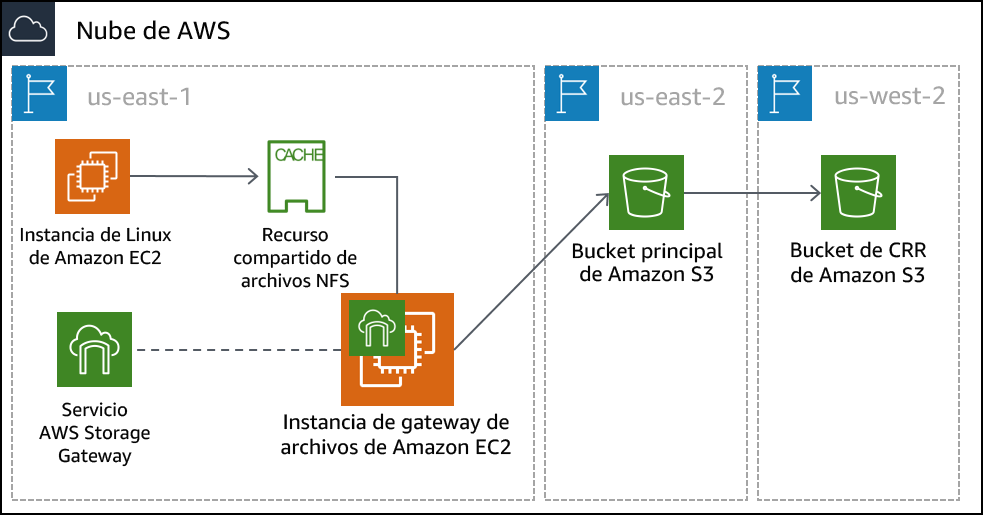 Nube de AWS
us-east-1
us-east-2
us-west-2
CACHE
Instancia de Linux
de Amazon EC2
Recurso
compartido de
archivos NFS
Bucket principal
de Amazon S3
Bucket de CRR
de Amazon S3
Servicio
AWS Storage
Gateway
Instancia de gateway de
archivos de Amazon EC2